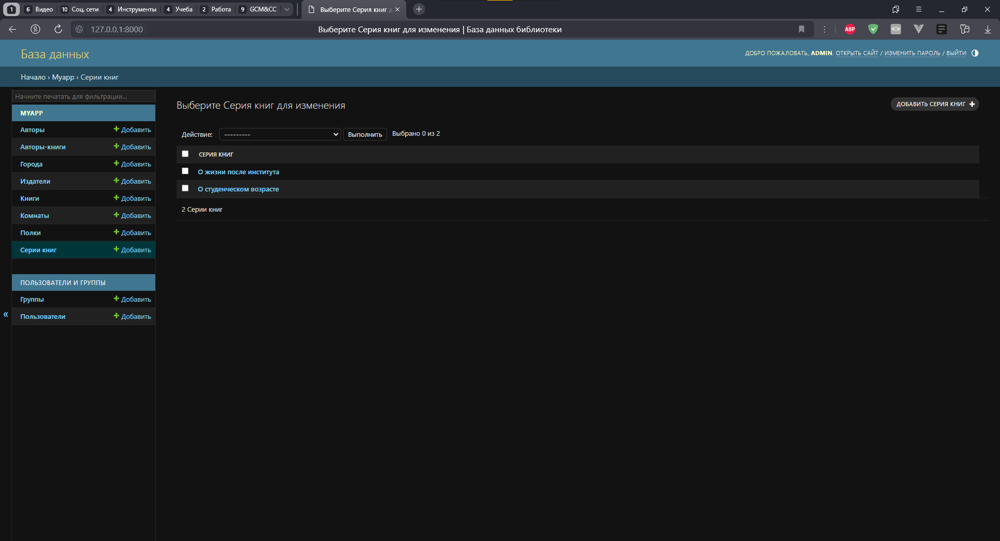 1 6 Видео 10 Соц. сети 4 Инструменты 4 Учеба 2 Работа 9 GCM&CC Выберите Серия книг д
Я 127.0.0.1:8000 Выберите Серия книг для изменения | База данных библиотеки ABP
База данных ДОБРО ПОЖАЛОВАТЬ, ADMIN. ОТКРЫТЬ САЙТ / ИЗМЕНИТЬ ПАРОЛЬ / ВЫЙТИ
Начало › Myapp › Серии книг
Начните печатать для фильтрации...
MYAPP
Авторы Добавить
Авторы-книги Добавить
Города Добавить
Издатели Добавить
Книги Добавить
Комнаты Добавить
Полки Добавить
Серии книг Добавить
ПОЛЬЗОВАТЕЛИ И ГРУППЫ
Группы Добавить
Пользователи Добавить
«
Выберите Серия книг для изменения ДОБАВИТЬ СЕРИЯ КНИГ
Действие: --------- Выполнить Выбрано 0 из 2
СЕРИЯ КНИГ
О жизни после института
О студенческом возрасте
2 Серии книг